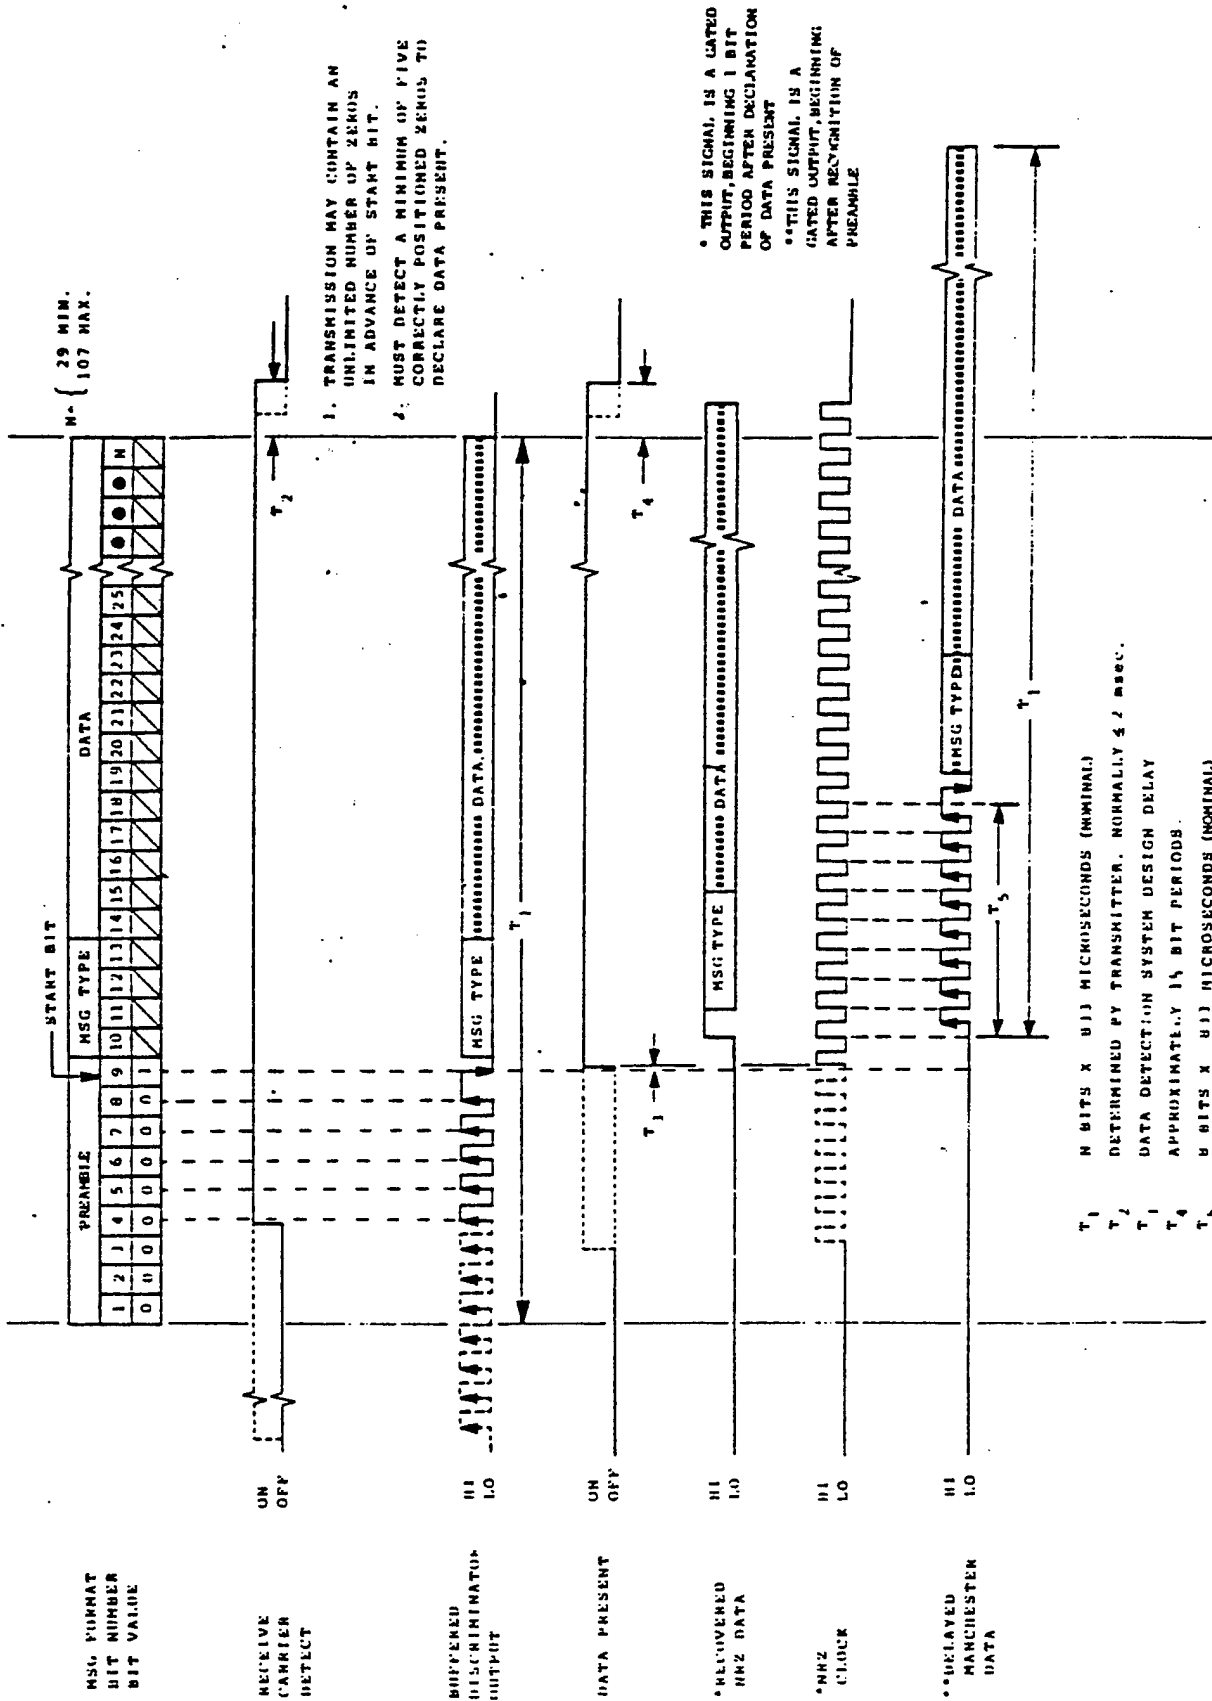 MSG FORMAT
BIT NUMBER
BIT VALUE
START BIT
PREAMBLE
MSG TYPE
DATA
1 2 3 4 5 6 7 8 9 10 11 12 13 14 15 16 17 18 19 20 21 22 23 24 25 N
0 0 0 0 0 0 0 0 1
N= { 29 MIN.
107 MAX.
RECEIVE
CARRIER
DETECT
ON
OFF
T2
1. TRANSMISSION MAY CONTAIN AN
UNLIMITED NUMBER OF ZEROS
IN ADVANCE OF START BIT.
2. MUST DETECT A MINIMUM OF FIVE
CORRECTLY POSITIONED ZEROS TO
DECLARE DATA PRESENT.
BUFFERED
DISCRIMINATOR
OUTPUT
HI
LO
MSG TYPE
DATA
T1
DATA PRESENT
ON
OFF
T3
T4
*RECOVERED
NRZ DATA
HI
LO
MSG TYPE
DATA
* THIS SIGNAL IS A GATED
OUTPUT, BEGINNING 1 BIT
PERIOD AFTER DECLARATION
OF DATA PRESENT
*NRZ
CLOCK
HI
LO
**THIS SIGNAL IS A
GATED OUTPUT, BEGINNING
AFTER RECOGNITION OF
PREAMBLE
**DELAYED
MANCHESTER
DATA
HI
LO
MSG TYPE
DATA
T5
T1
T1 N BITS X MICROSECONDS (NOMINAL)
T2 DETERMINED BY TRANSMITTER. NORMALLY ≤ 2 msec.
T3 DATA DETECTION SYSTEM DESIGN DELAY
T4 APPROXIMATELY 1½ BIT PERIODS.
8 BITS X MICROSECONDS (NOMINAL)